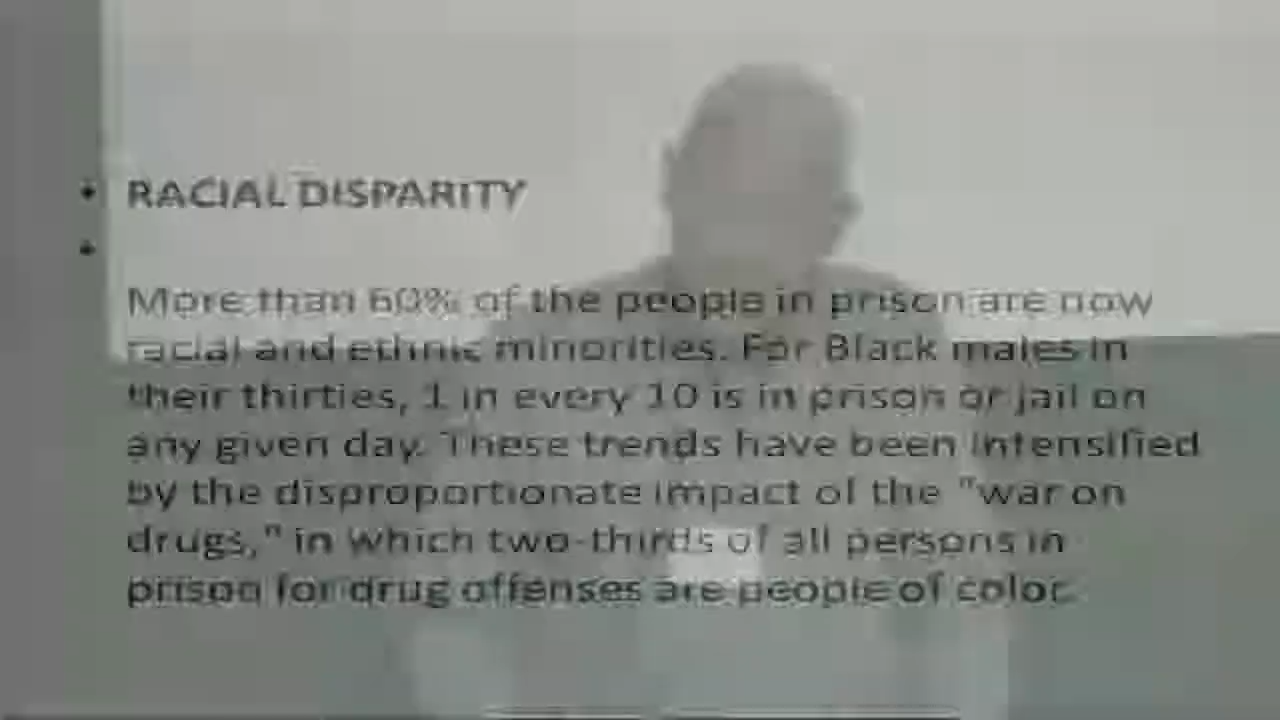 • RACIAL DISPARITY
•
More than 60% of the people in prison are now
racial and ethnic minorities. For Black males in
their thirties, 1 in every 10 is in prison or jail on
any given day. These trends have been intensified
by the disproportionate impact of the "war on
drugs," in which two-thirds of all persons in
prison for drug offenses are people of color.